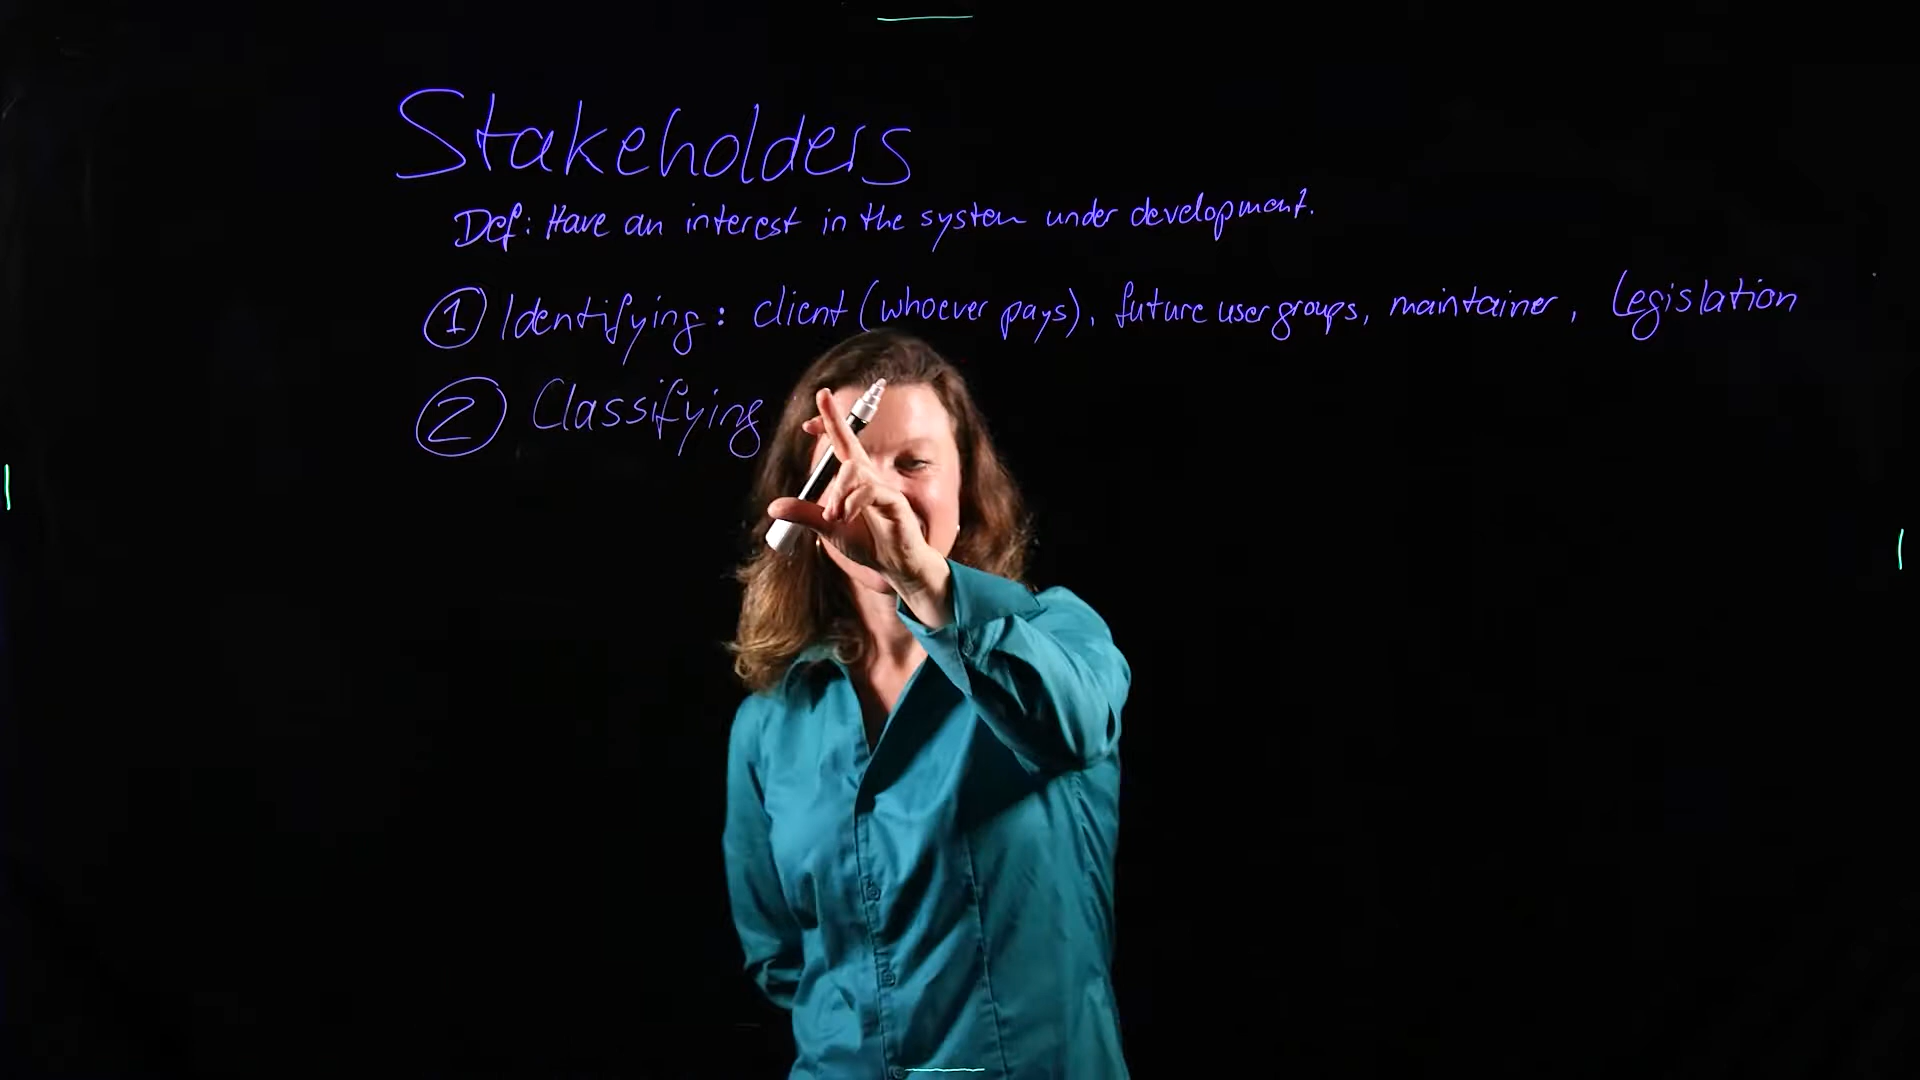 Stakeholders
Def: Have an interest in the system under development.
1 Identifying: client (whoever pays), future user groups, maintainer, Legislation
2 Classifying